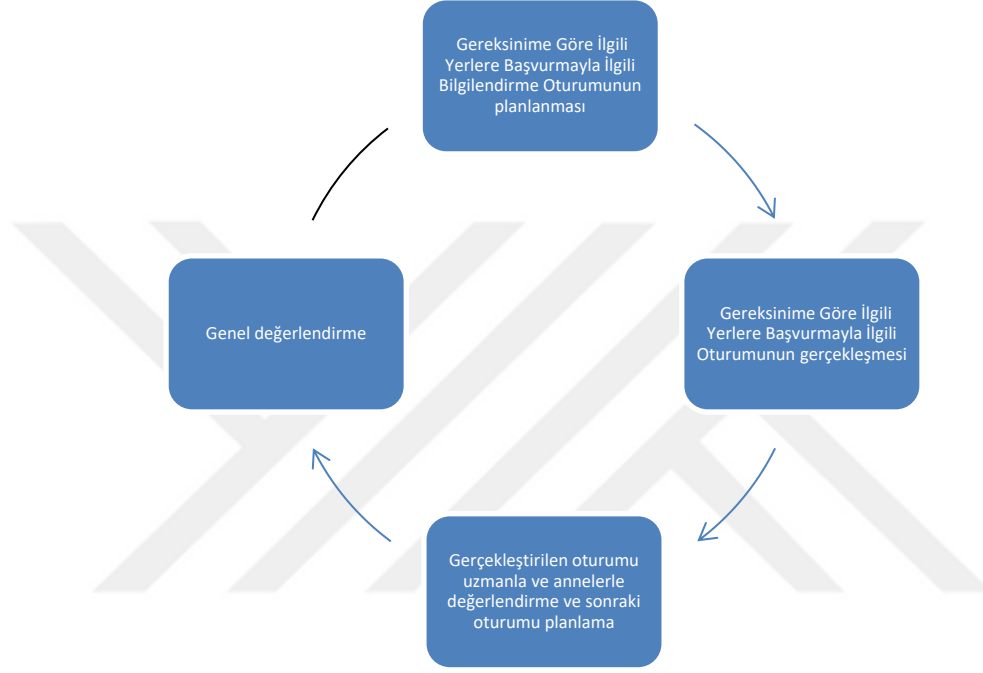 Gereksinime Göre İlgili
Yerlere Başvurmayla İlgili
Bilgilendirme Oturumunun
planlanması
Gereksinime Göre İlgili
Yerlere Başvurmayla İlgili
Oturumunun gerçekleşmesi
Gerçekleştirilen oturumu
uzmanla ve annelerle
değerlendirme ve sonraki
oturumu planlama
Genel değerlendirme